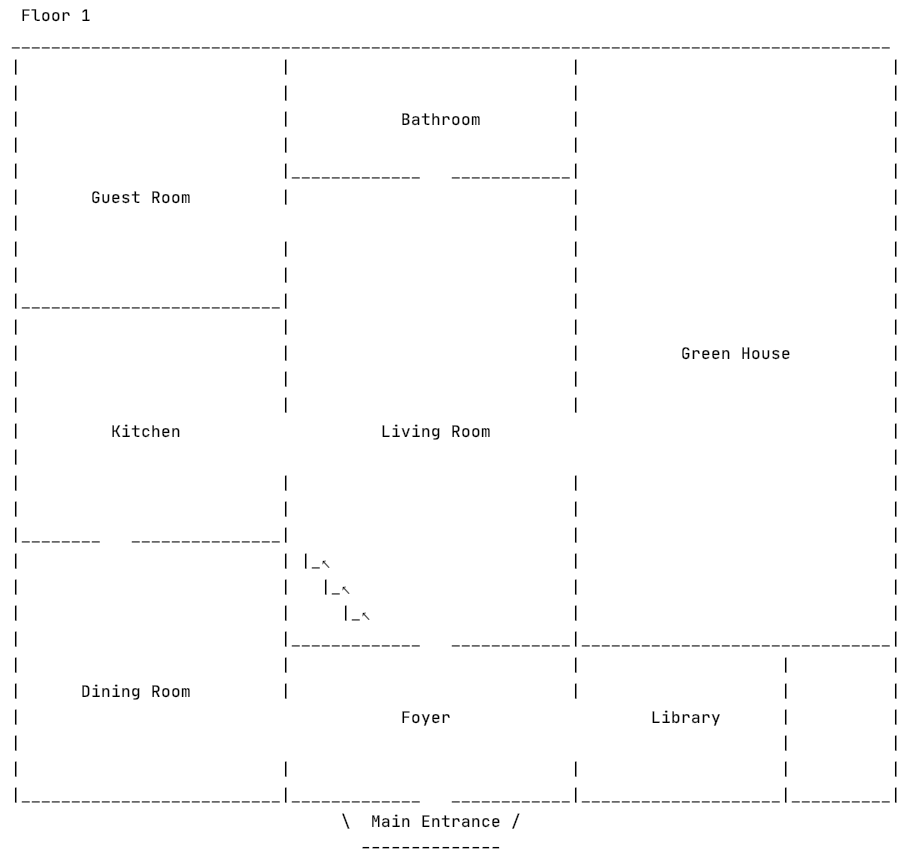 Floor 1
Bathroom
Guest Room
Green House
Kitchen Living Room
Dining Room
Foyer Library
\ Main Entrance /